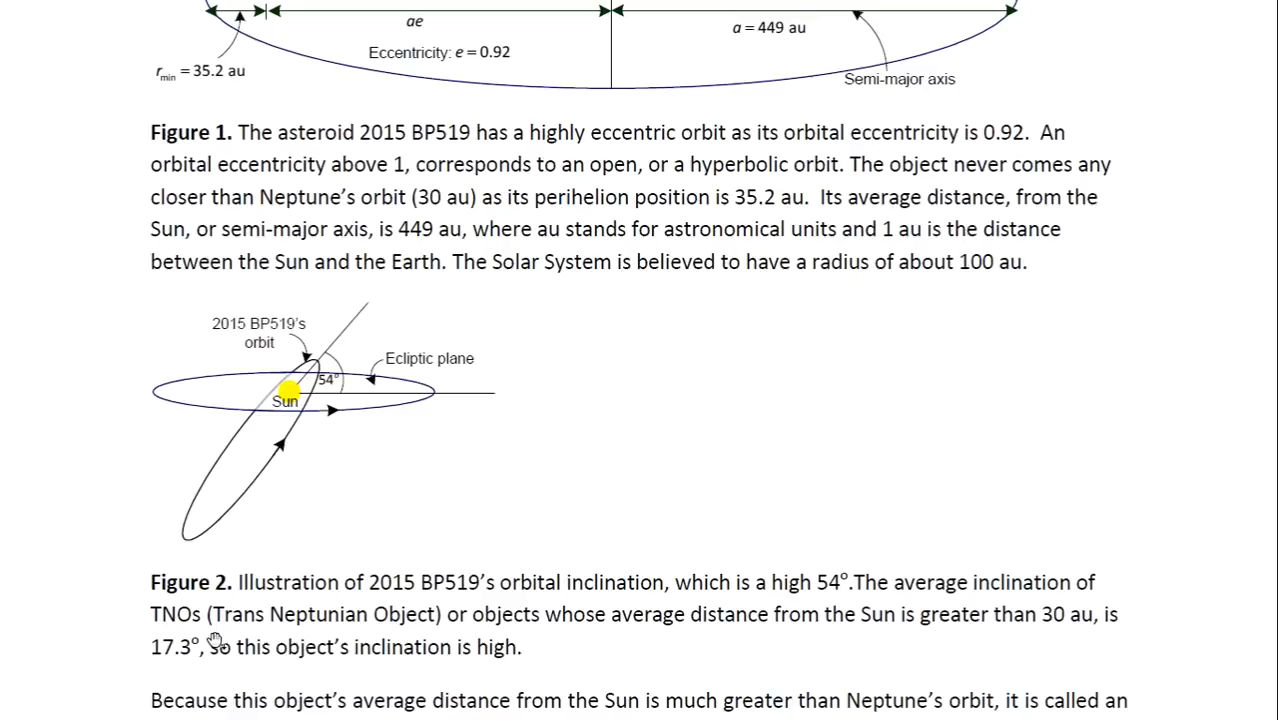 ae
a = 449 au
Eccentricity: e = 0.92
rmin = 35.2 au
Semi-major axis
Figure 1. The asteroid 2015 BP519 has a highly eccentric orbit as its orbital eccentricity is 0.92.  An
orbital eccentricity above 1, corresponds to an open, or a hyperbolic orbit. The object never comes any
closer than Neptune’s orbit (30 au) as its perihelion position is 35.2 au.  Its average distance, from the
Sun, or semi-major axis, is 449 au, where au stands for astronomical units and 1 au is the distance
between the Sun and the Earth. The Solar System is believed to have a radius of about 100 au.
2015 BP519’s
orbit
Ecliptic plane
54°
Sun
Figure 2. Illustration of 2015 BP519’s orbital inclination, which is a high 54°.The average inclination of
TNOs (Trans Neptunian Object) or objects whose average distance from the Sun is greater than 30 au, is
17.3°, so this object’s inclination is high.
Because this object’s average distance from the Sun is much greater than Neptune’s orbit, it is called an